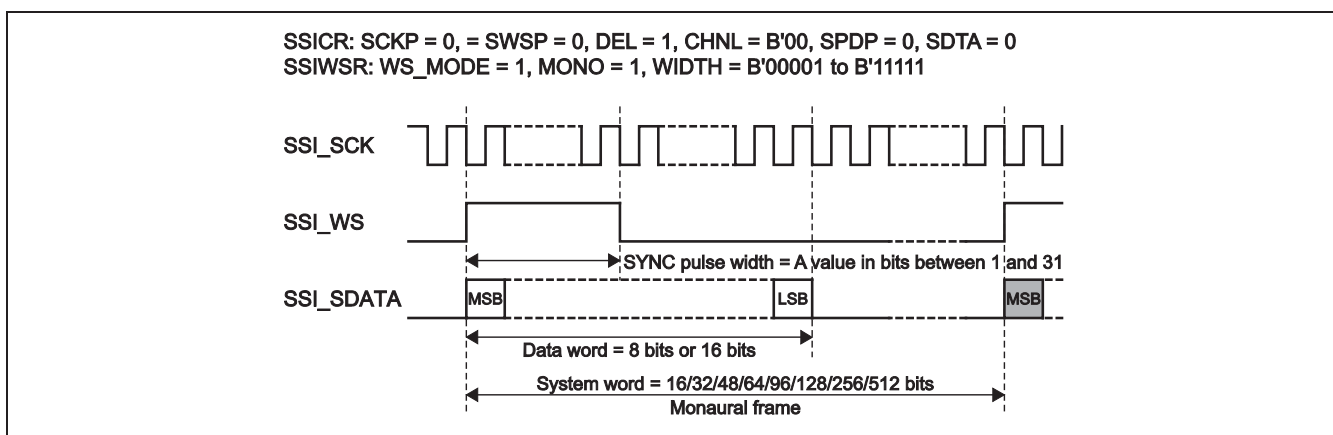 SSICR: SCKP = 0, = SWSP = 0, DEL = 1, CHNL = B'00, SPDP = 0, SDTA = 0
SSIWSR: WS_MODE = 1, MONO = 1, WIDTH = B'00001 to B'11111
SSI_SCK
SSI_WS
SYNC pulse width = A value in bits between 1 and 31
SSI_SDATA
MSB
LSB
MSB
Data word = 8 bits or 16 bits
System word = 16/32/48/64/96/128/256/512 bits
Monaural frame